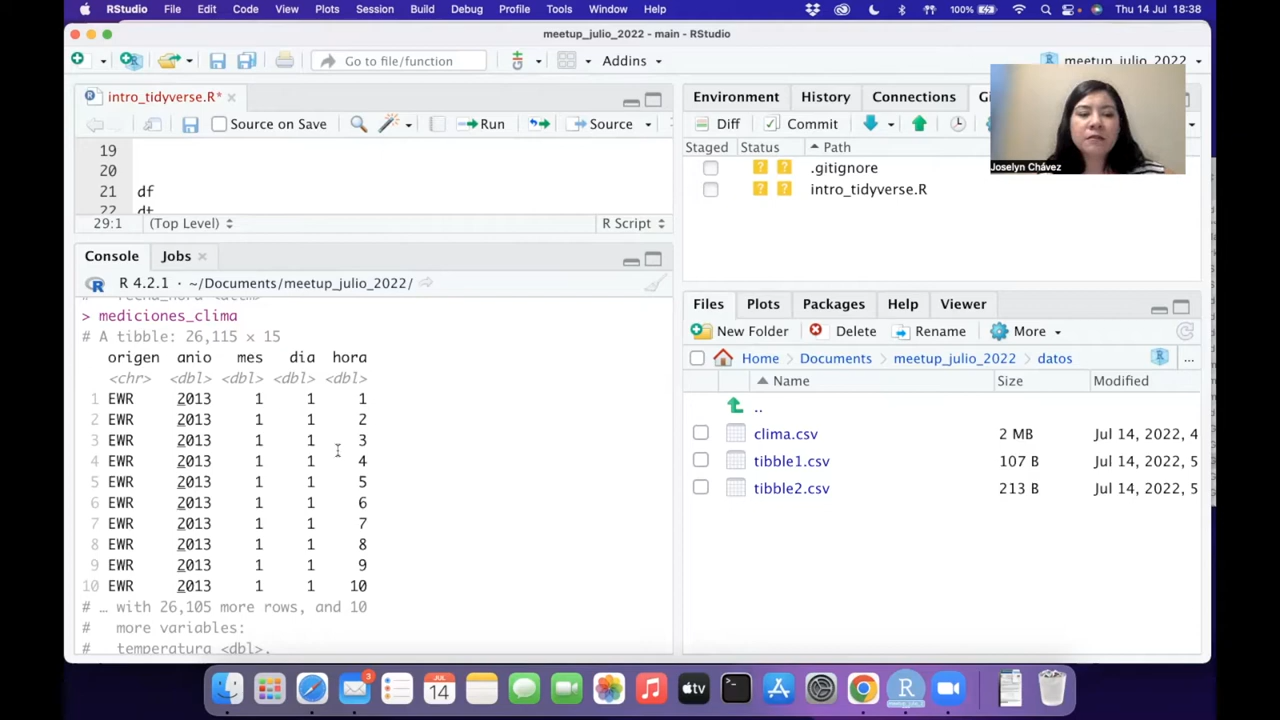 RStudio File Edit Code View Plots Session Build Debug Profile Tools Window Help 100% Thu 14 Jul 18:38
meetup_julio_2022 - main - RStudio
Go to file/function Addins meetup_julio_2022
intro_tidyverse.R*
Source on Save Run Source
19
20
21 df
22 dt
29:1 (Top Level) R Script
Console Jobs
R 4.2.1 · ~/Documents/meetup_julio_2022/
# fecha_hora <dttm>
> mediciones_clima
# A tibble: 26,115 × 15
origen anio mes dia hora
<chr> <dbl> <dbl> <dbl> <dbl>
1 EWR 2013 1 1 1
2 EWR 2013 1 1 2
3 EWR 2013 1 1 3
4 EWR 2013 1 1 4
5 EWR 2013 1 1 5
6 EWR 2013 1 1 6
7 EWR 2013 1 1 7
8 EWR 2013 1 1 8
9 EWR 2013 1 1 9
10 EWR 2013 1 1 10
# … with 26,105 more rows, and 10
# more variables:
# temperatura <dbl>,
Environment History Connections
Diff Commit
Staged Status Path
? ? .gitignore
? ? intro_tidyverse.R
Joselyn Chávez
Files Plots Packages Help Viewer
New Folder Delete Rename More
Home Documents meetup_julio_2022 datos ...
Name Size Modified
..
clima.csv 2 MB Jul 14, 2022, 4
tibble1.csv 107 B Jul 14, 2022, 5
tibble2.csv 213 B Jul 14, 2022, 5
3
JUL
14
tv
R
meetup_julio_2